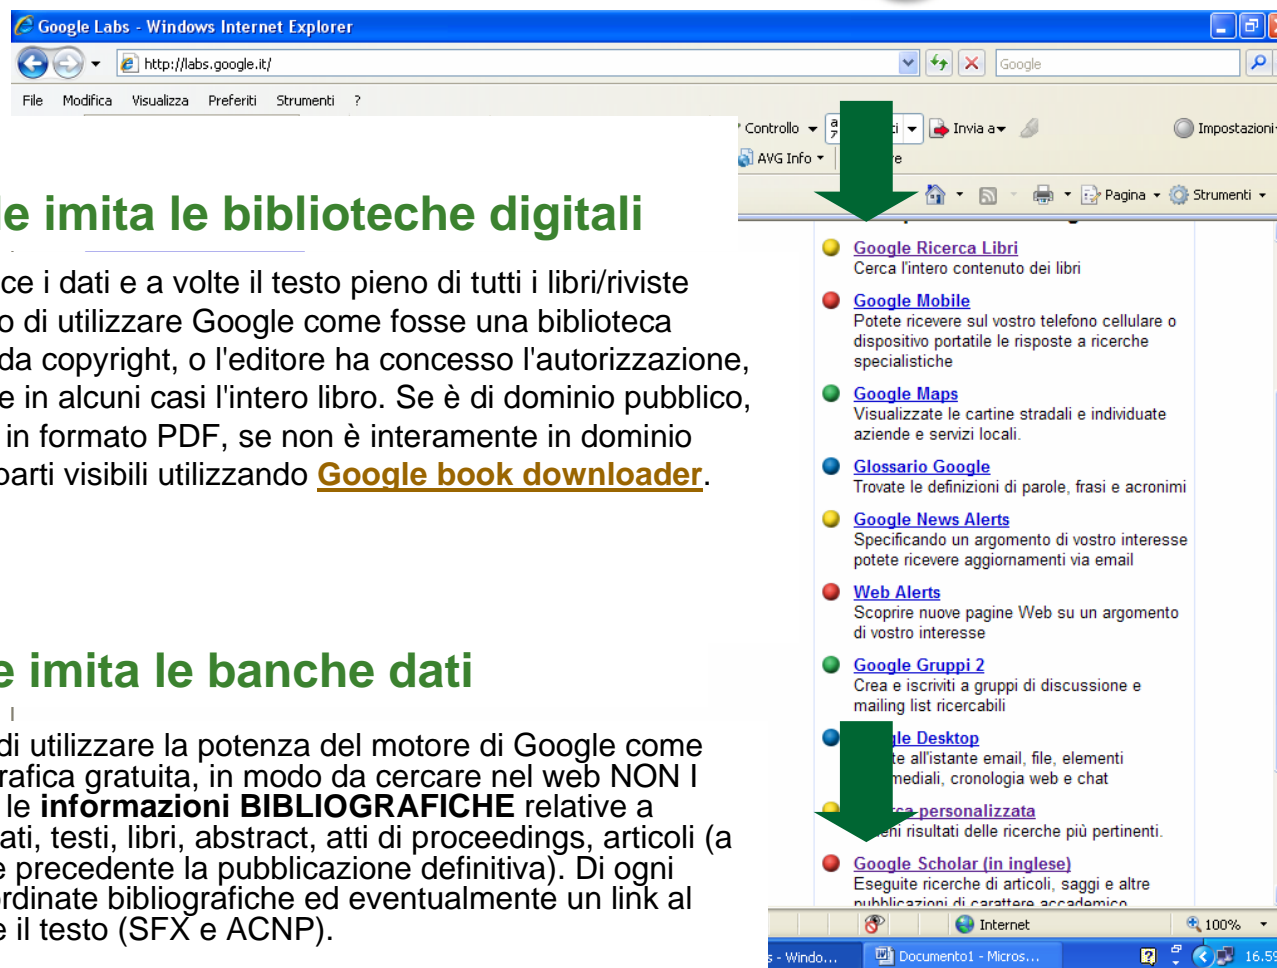 Google Labs - Windows Internet Explorer
http://labs.google.it/
Google
File Modifica Visualizza Preferiti Strumenti ?
Controllo Invia a Impostazioni
AVG Info
Pagina Strumenti
imita le biblioteche digitali
i dati e a volte il testo pieno di tutti i libri/riviste
di utilizzare Google come fosse una biblioteca
da copyright, o l'editore ha concesso l'autorizzazione,
e in alcuni casi l'intero libro. Se è di dominio pubblico,
in formato PDF, se non è interamente in dominio
parti visibili utilizzando Google book downloader.
imita le banche dati
di utilizzare la potenza del motore di Google come
gratuita, in modo da cercare nel web NON I
le informazioni BIBLIOGRAFICHE relative a
testi, libri, abstract, atti di proceedings, articoli (a
precedente la pubblicazione definitiva). Di ogni
bibliografiche ed eventualmente un link al
il testo (SFX e ACNP).
Google Ricerca Libri
Cerca l'intero contenuto dei libri
Google Mobile
Potete ricevere sul vostro telefono cellulare o
dispositivo portatile le risposte a ricerche
specialistiche
Google Maps
Visualizzate le cartine stradali e individuate
aziende e servizi locali.
Glossario Google
Trovate le definizioni di parole, frasi e acronimi
Google News Alerts
Specificando un argomento di vostro interesse
potete ricevere aggiornamenti via email
Web Alerts
Scoprire nuove pagine Web su un argomento
di vostro interesse
Google Gruppi 2
Crea e iscriviti a gruppi di discussione e
mailing list ricercabili
Desktop
all'istante email, file, elementi
cronologia web e chat
personalizzata
risultati delle ricerche più pertinenti.
Google Scholar (in inglese)
Eseguite ricerche di articoli, saggi e altre
pubblicazioni di carattere accademico
Internet 100%
s - Windo... Documento1 - Micros... 16.59